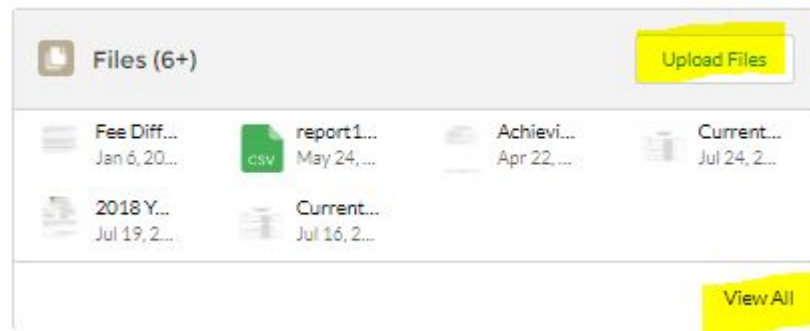 Files (6+)
Upload Files
Fee Diff...
Jan 6, 20...
CSV
report1...
May 24, ...
Achievi...
Apr 22, ...
Current...
Jul 24, 2...
2018 Y...
Jul 19, 2...
Current...
Jul 16, 2...
View All